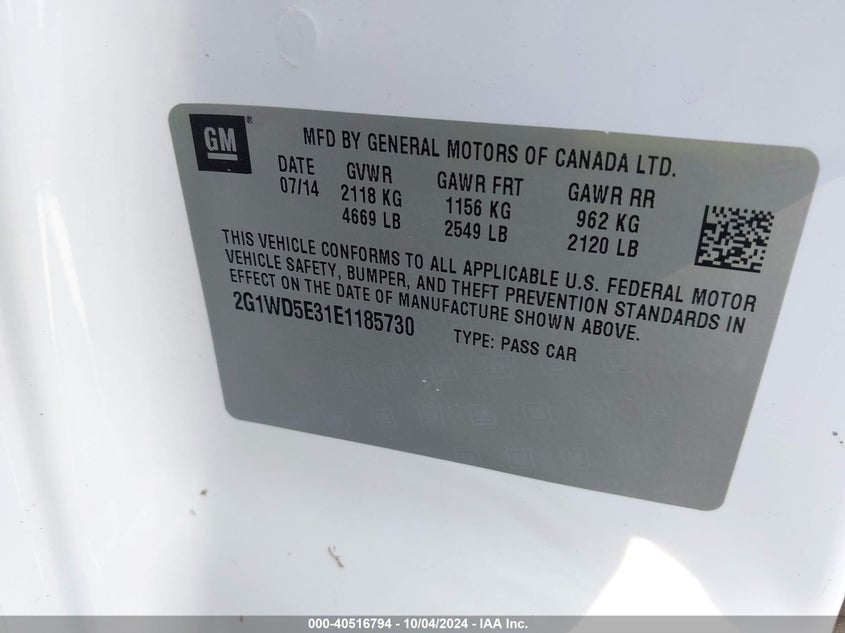 GM®
MFD BY GENERAL MOTORS OF CANADA LTD.
DATE GVWR GAWR FRT GAWR RR
07/14 2118 KG 1156 KG 962 KG
4669 LB 2549 LB 2120 LB
THIS VEHICLE CONFORMS TO ALL APPLICABLE U.S. FEDERAL MOTOR
VEHICLE SAFETY, BUMPER, AND THEFT PREVENTION STANDARDS IN
EFFECT ON THE DATE OF MANUFACTURE SHOWN ABOVE.
2G1WD5E31E1185730 TYPE: PASS CAR
000-40516794 - 10/04/2024 - IAA Inc.